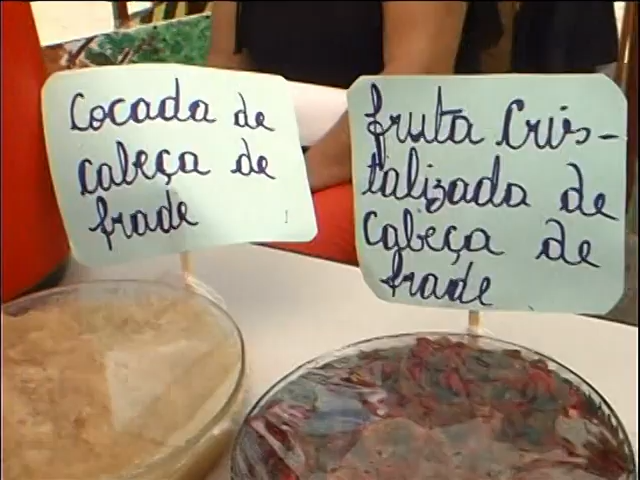 Cocada de
cabeça de
frade
fruta Cris-
talizada de
cabeça de
frade